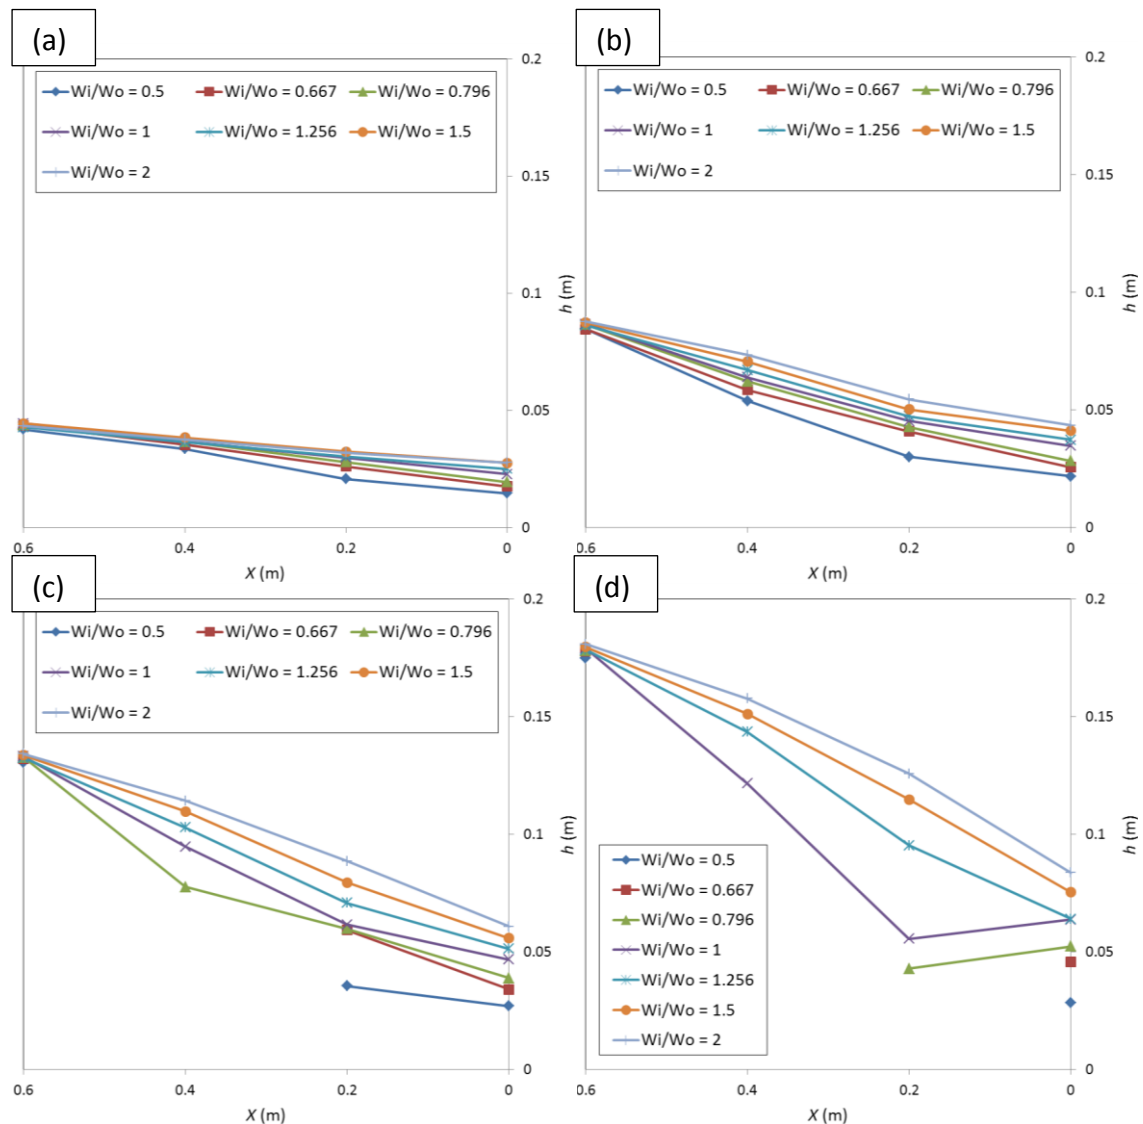 (a)
(b)
Wi/Wo = 0.5 Wi/Wo = 0.667 Wi/Wo = 0.796
Wi/Wo = 1 Wi/Wo = 1.256 Wi/Wo = 1.5
Wi/Wo = 2
0.2
0.15
0.1
0.05
0
h (m)
0.6 0.4 0.2 0
X (m)
Wi/Wo = 0.5 Wi/Wo = 0.667 Wi/Wo = 0.796
Wi/Wo = 1 Wi/Wo = 1.256 Wi/Wo = 1.5
Wi/Wo = 2
0.2
0.15
0.1
0.05
0
h (m)
0.6 0.4 0.2 0
X (m)
(c)
(d)
Wi/Wo = 0.5 Wi/Wo = 0.667 Wi/Wo = 0.796
Wi/Wo = 1 Wi/Wo = 1.256 Wi/Wo = 1.5
Wi/Wo = 2
0.2
0.15
0.1
0.05
0
h (m)
0.6 0.4 0.2 0
X (m)
Wi/Wo = 0.5
Wi/Wo = 0.667
Wi/Wo = 0.796
Wi/Wo = 1
Wi/Wo = 1.256
Wi/Wo = 1.5
Wi/Wo = 2
0.2
0.15
0.1
0.05
0
h (m)
0.6 0.4 0.2 0
X (m)